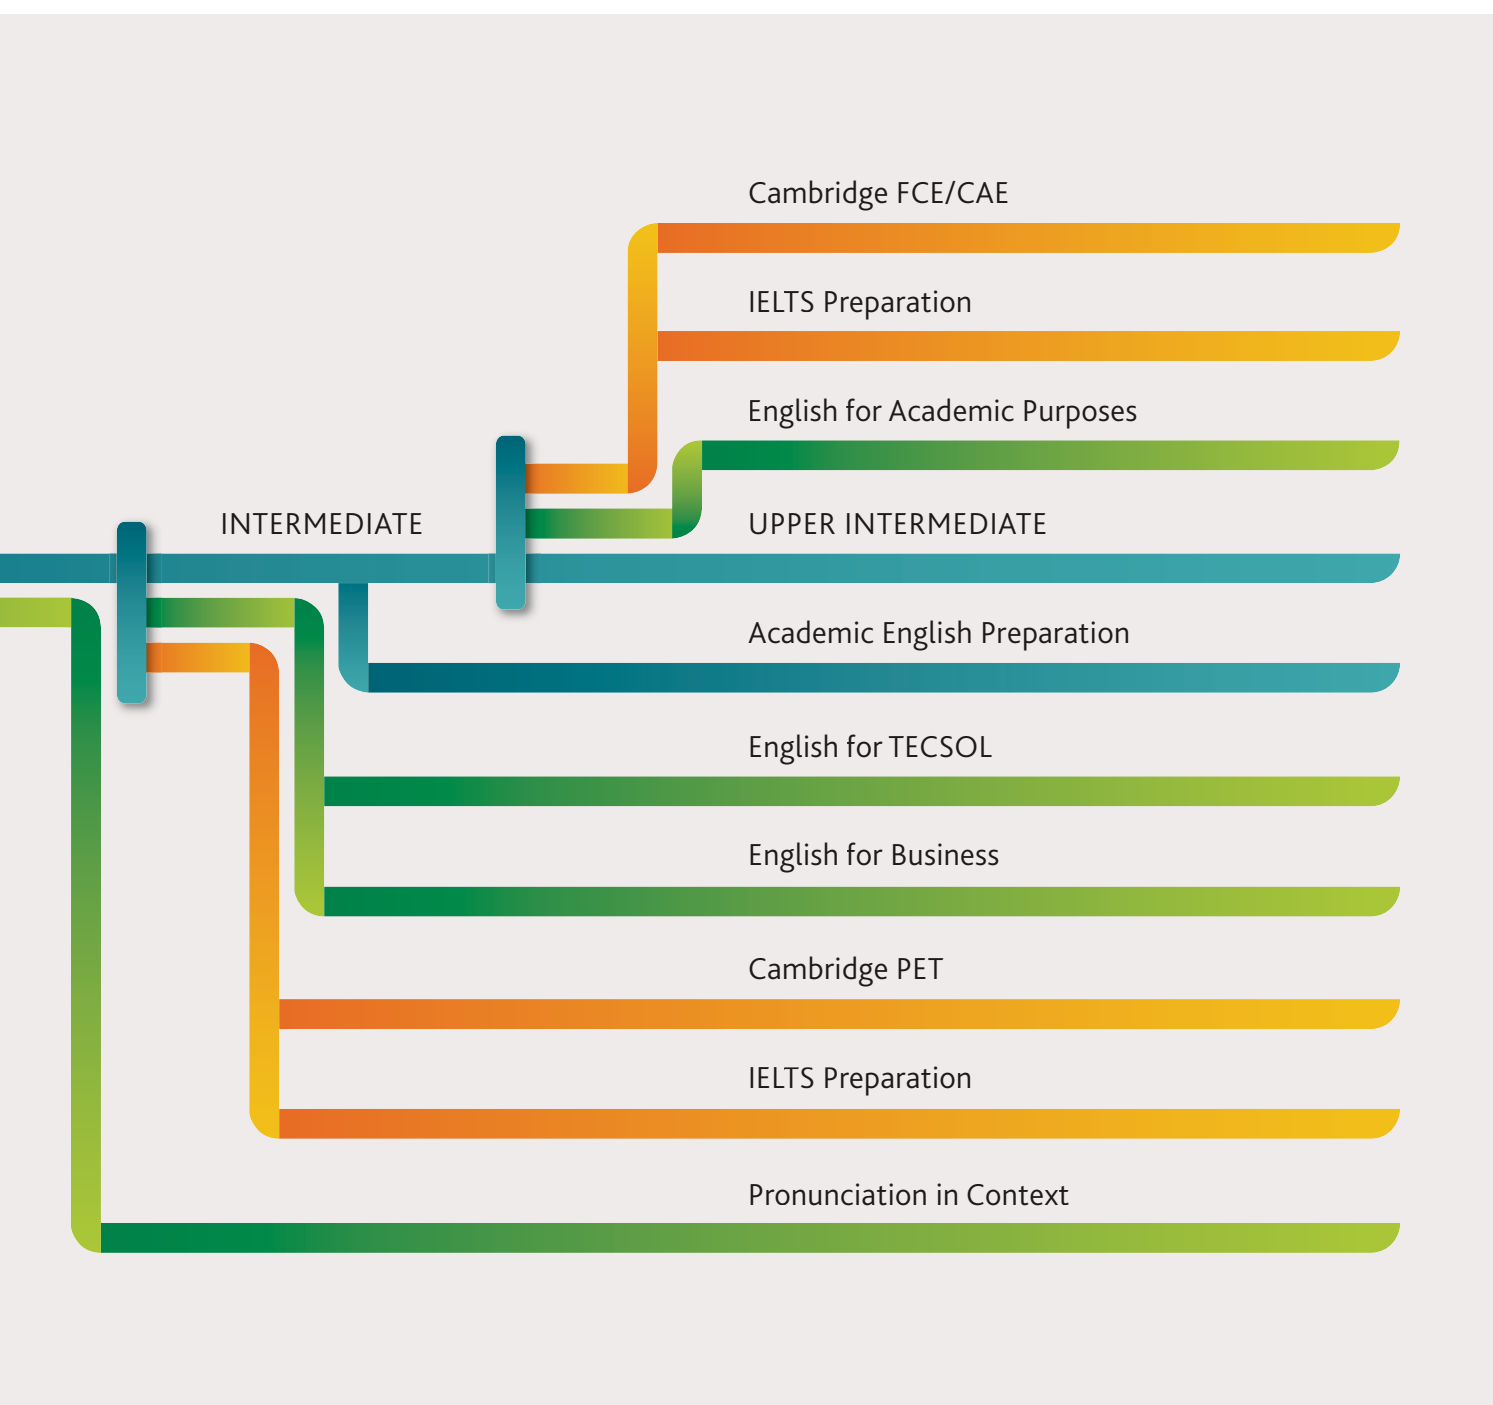 Cambridge FCE/CAE
IELTS Preparation
English for Academic Purposes
INTERMEDIATE
UPPER INTERMEDIATE
Academic English Preparation
English for TECSOL
English for Business
Cambridge PET
IELTS Preparation
Pronunciation in Context